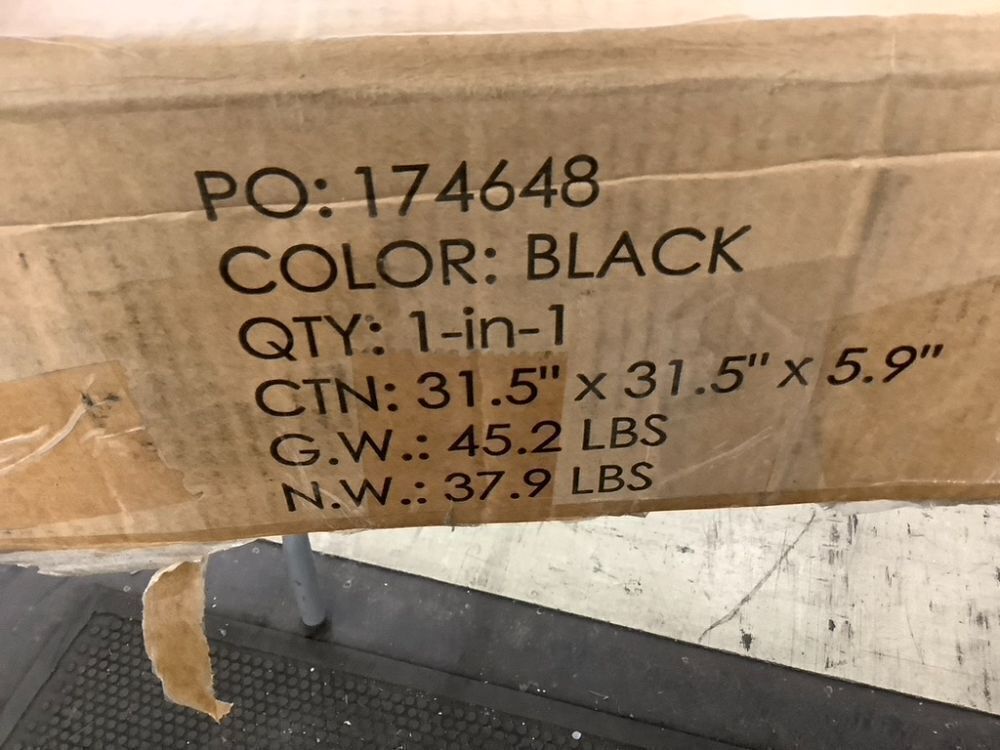 PO: 174648
COLOR: BLACK
QTY: 1-in-1
CTN: 31.5" x 31.5" x 5.9"
G.W.: 45.2 LBS
N.W.: 37.9 LBS